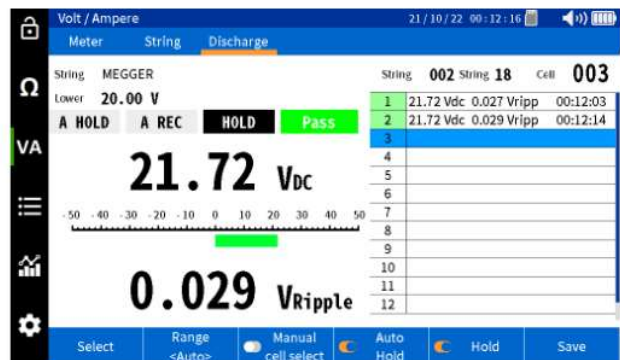 Volt / Ampere 21 / 10 / 22 00 : 12 : 16
Meter String Discharge
String MEGGER
Lower 20.00 V
A HOLD A REC HOLD Pass
21.72 VDC
-50 -40 -30 -20 -10 0 10 20 30 40 50
0.029 VRipple
String 002 String 18 Cell 003
1 21.72 Vdc 0.027 Vripp 00:12:03
2 21.72 Vdc 0.029 Vripp 00:12:14
3
4
5
6
7
8
9
10
11
12
Ω
VA
Select
Range <Auto>
Manual cell select
Auto Hold
Hold
Save